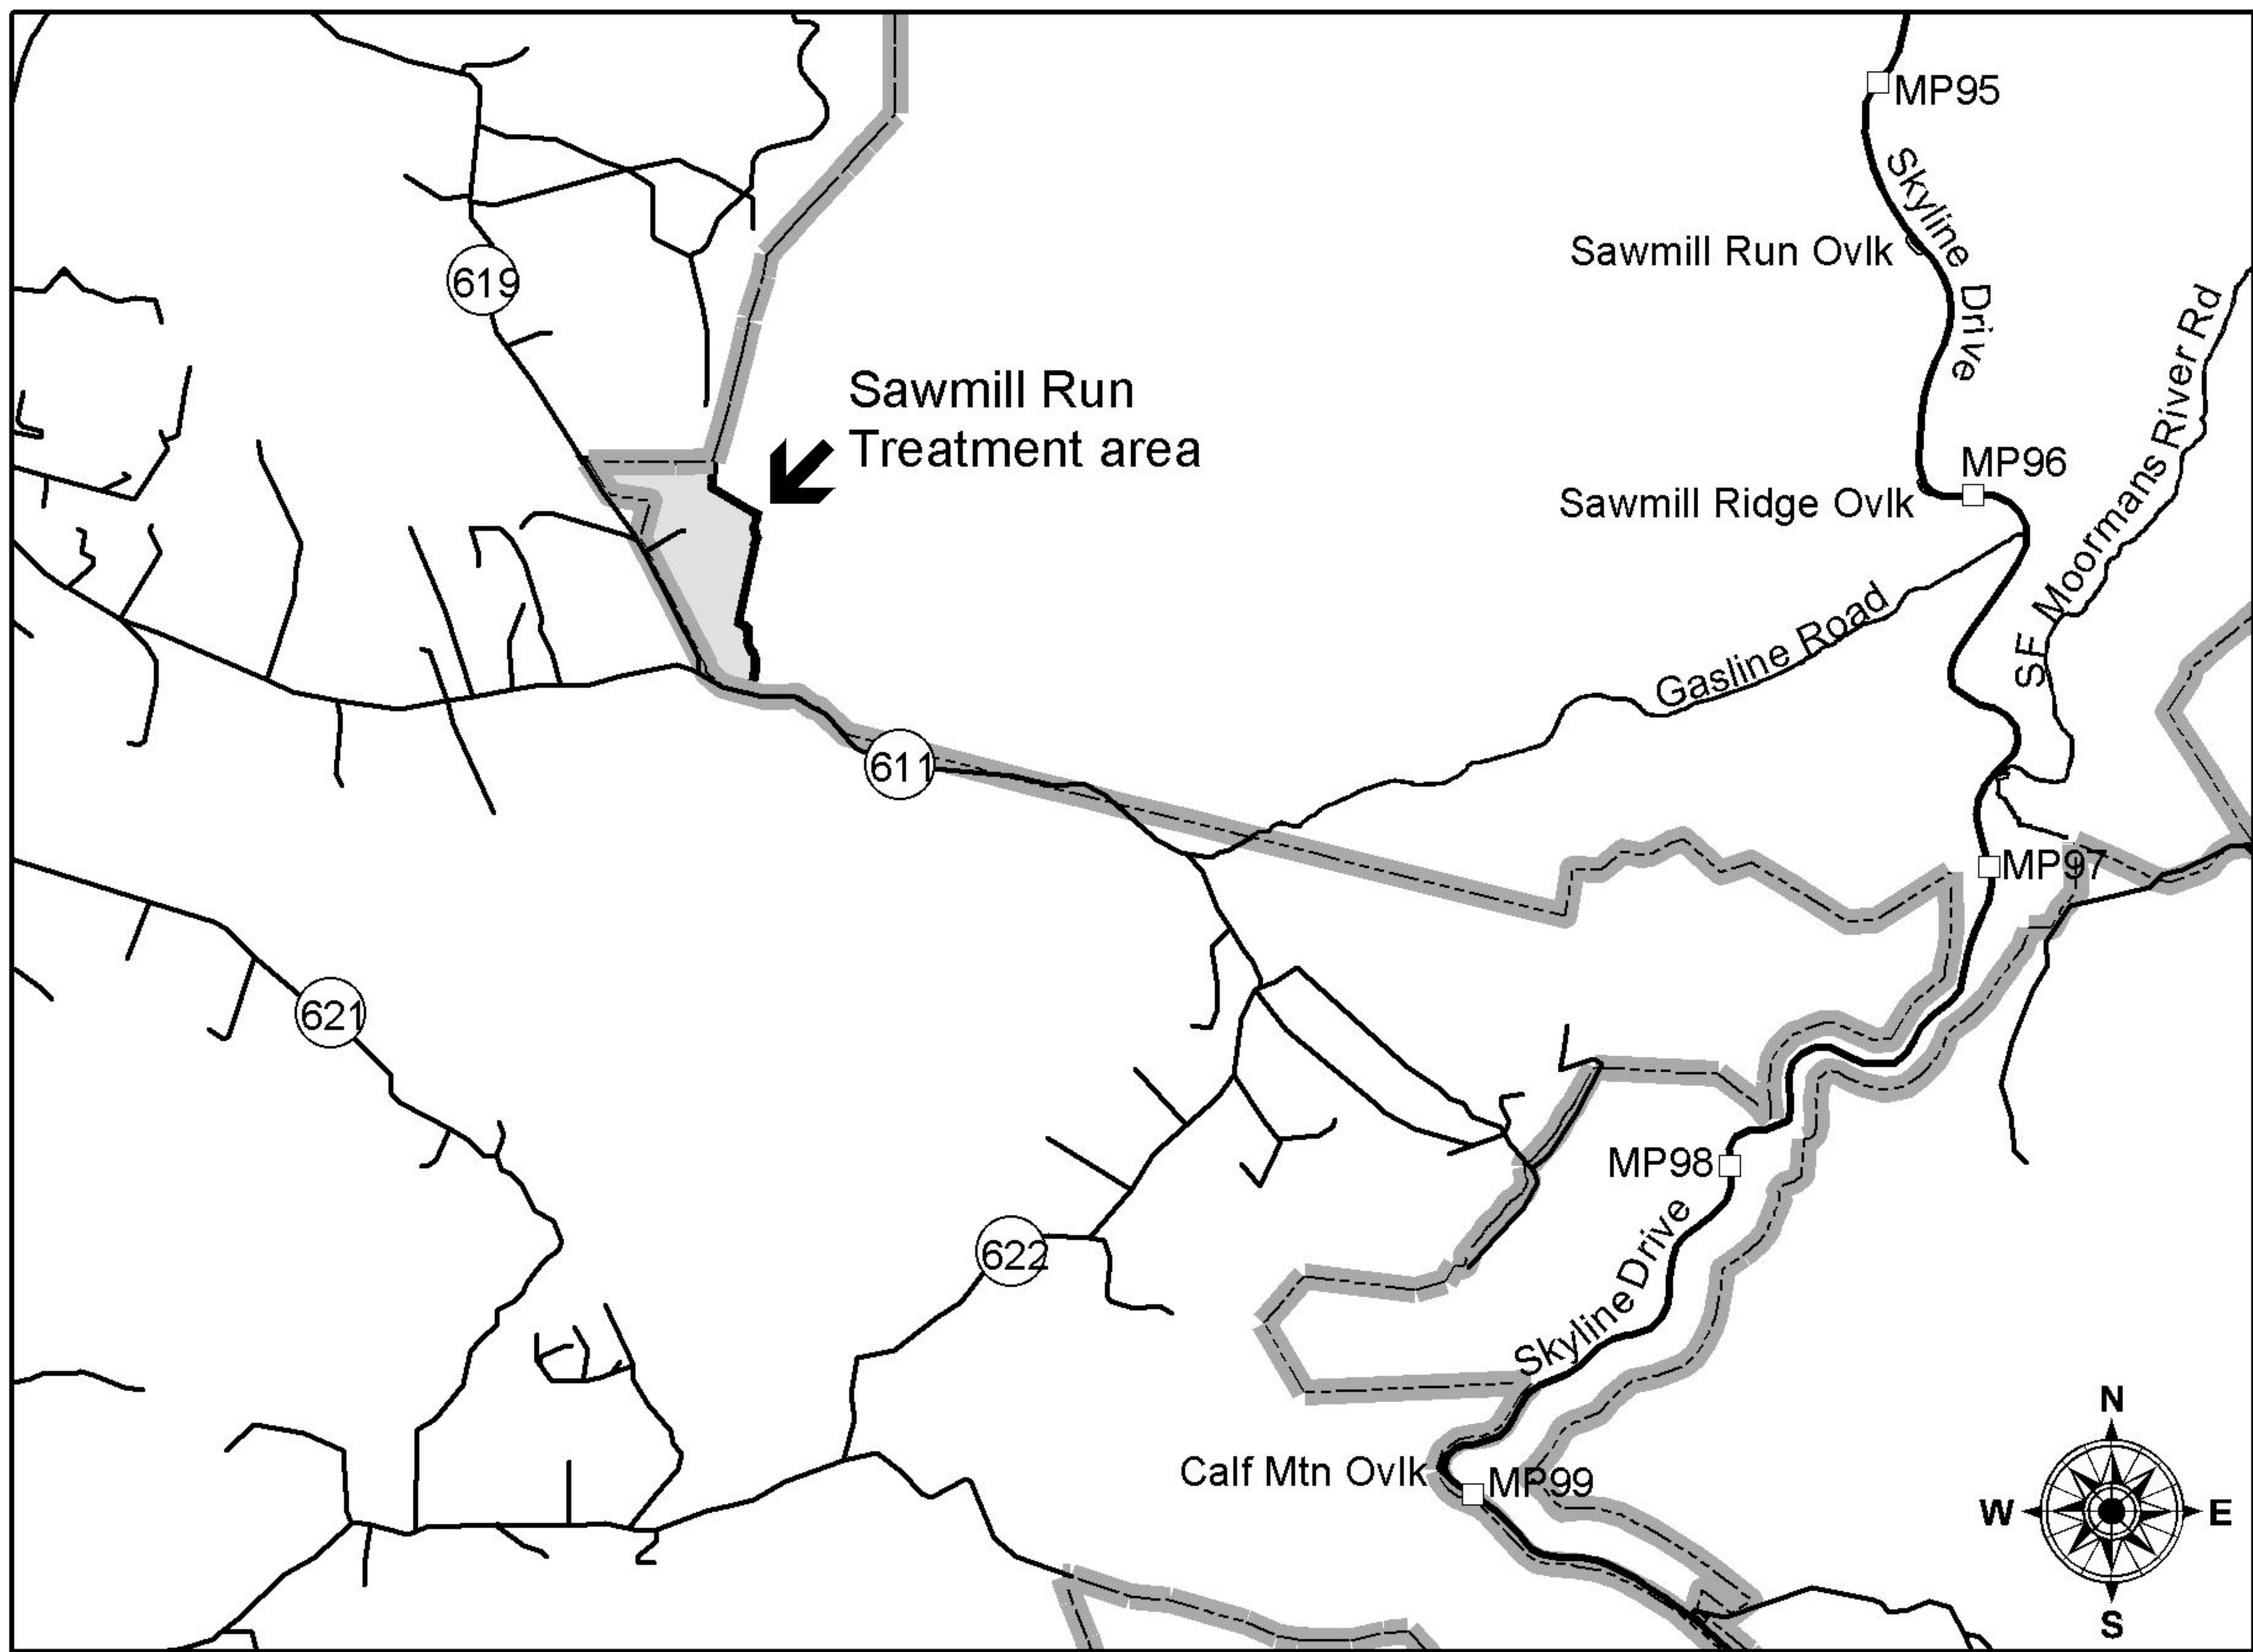 MP95
Skyline Drive
Sawmill Run Ovlk
619
SF Moormans River Rd
Sawmill Run
Treatment area
MP96
Sawmill Ridge Ovlk
Gasline Road
611
MP97
621
MP98
622
Skyline Drive
Calf Mtn Ovlk
MP99
N
W
E
S